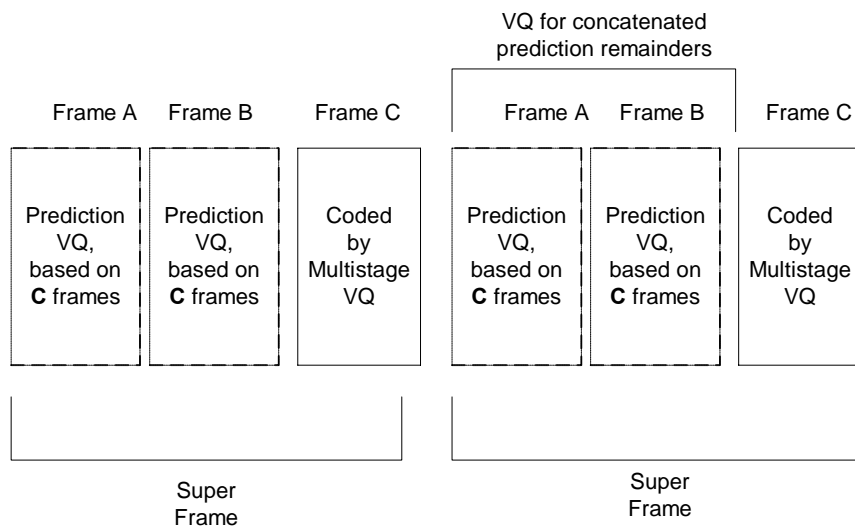 VQ for concatenated
prediction remainders
Frame A Frame B Frame C Frame A Frame B Frame C
Prediction
VQ,
based on
C frames
Prediction
VQ,
based on
C frames
Coded
by
Multistage
VQ
Prediction
VQ,
based on
C frames
Prediction
VQ,
based on
C frames
Coded
by
Multistage
VQ
Super
Frame
Super
Frame